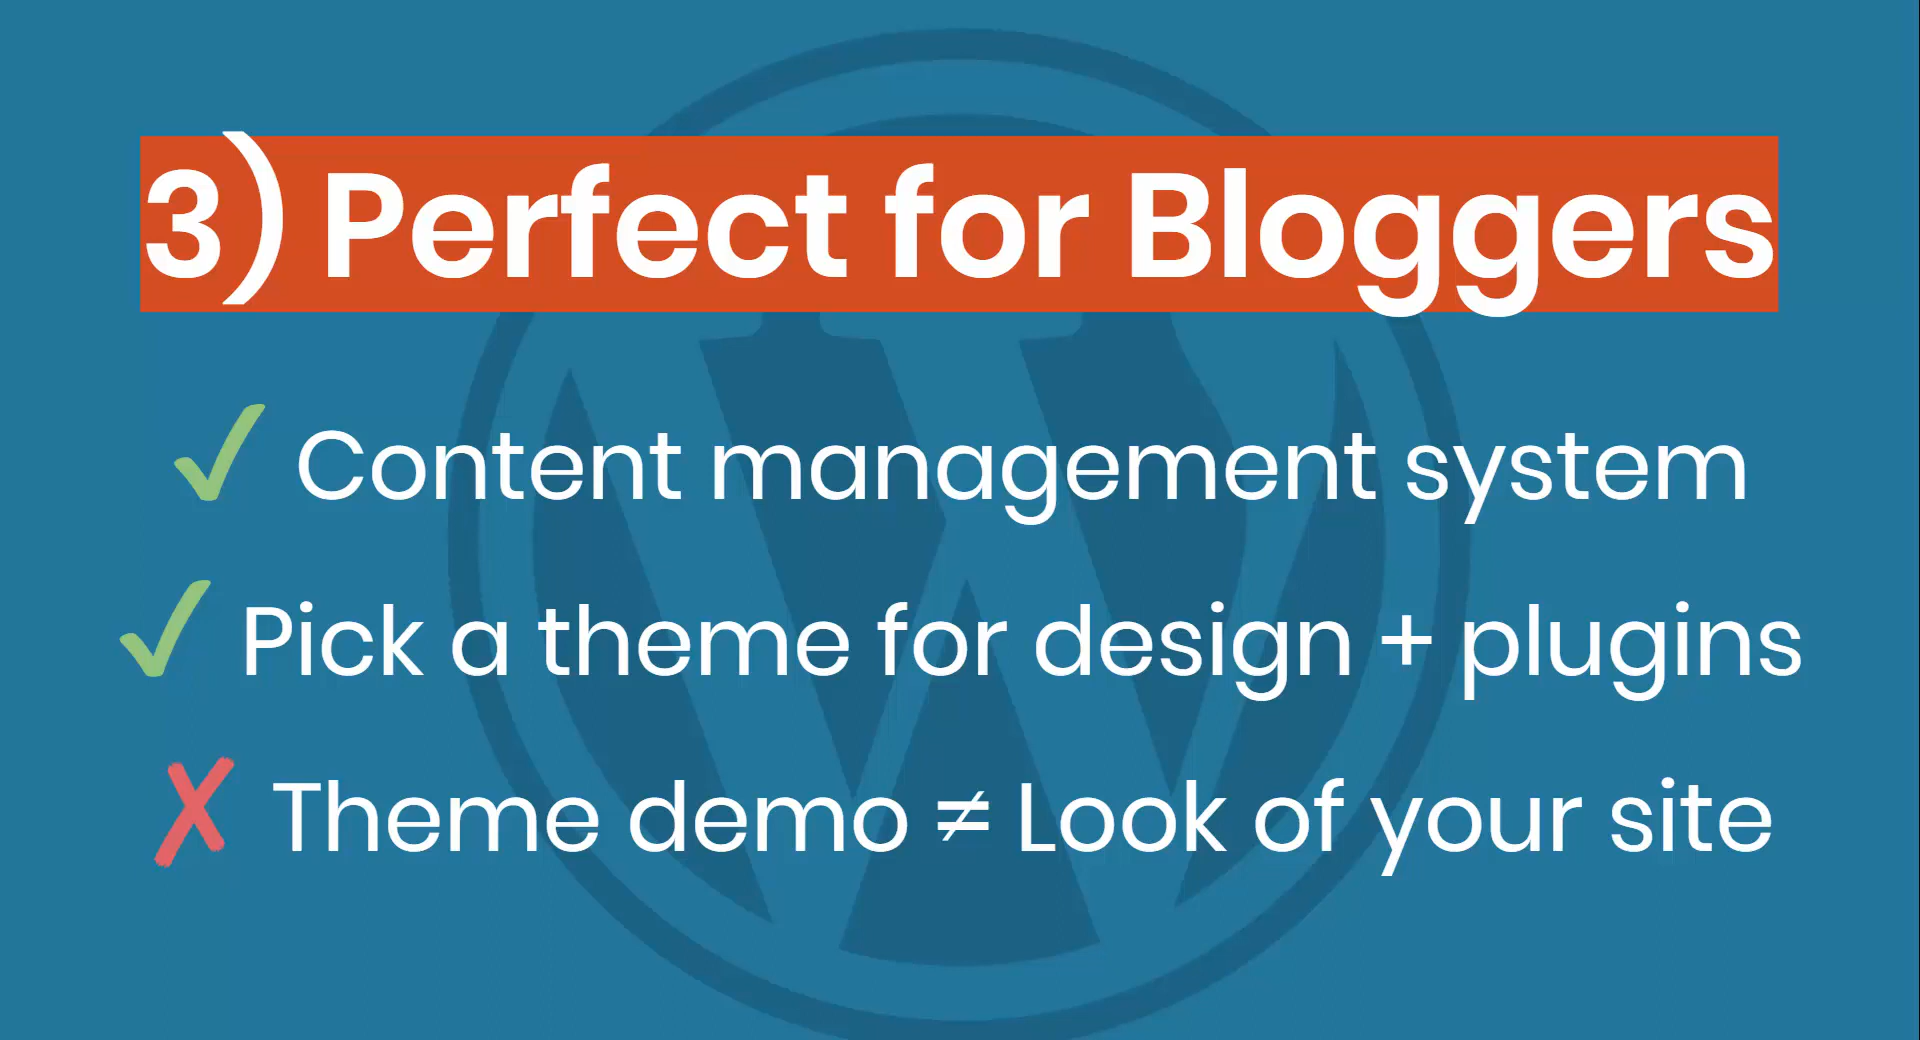 3) Perfect for Bloggers
✓ Content management system
✓ Pick a theme for design + plugins
✗ Theme demo ≠ Look of your site